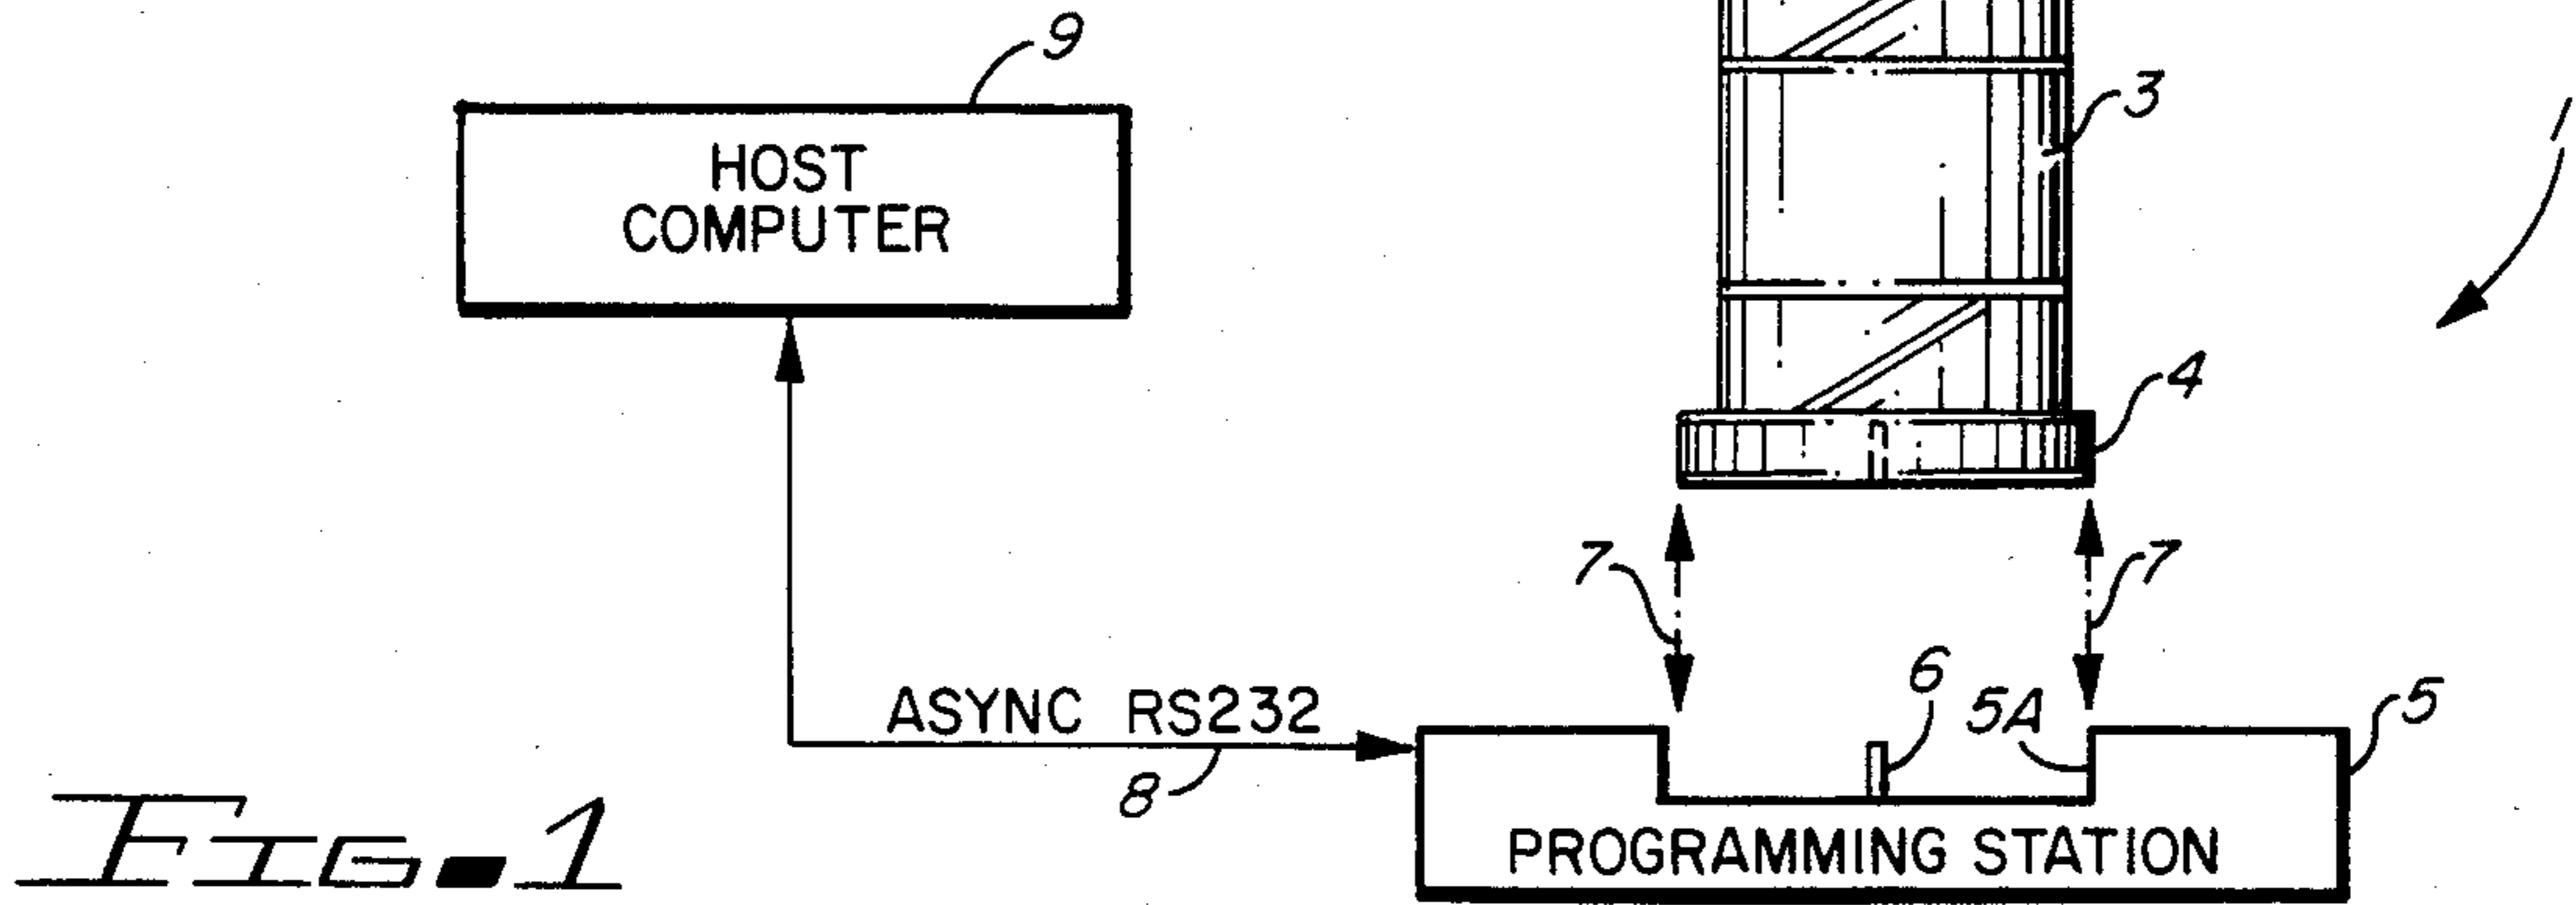 9
HOST
COMPUTER
3
1
4
7
7
6
5A
5
ASYNC RS232
8
PROGRAMMING STATION
FIG. 1